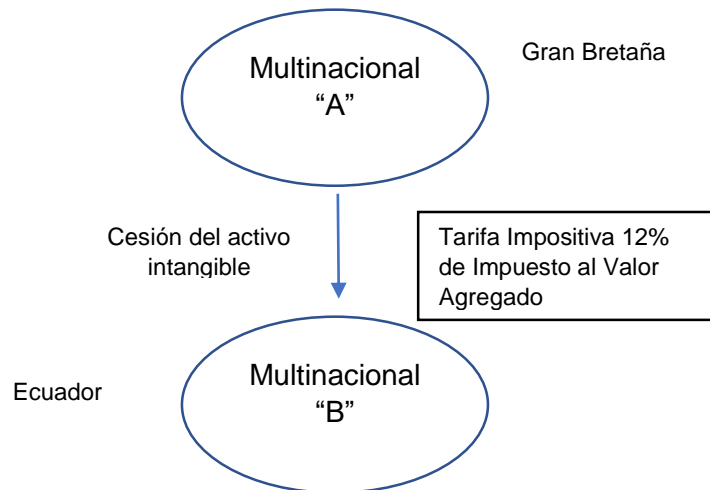 Multinacional
“A”
Gran Bretaña
Cesión del activo
intangible
Tarifa Impositiva 12%
de Impuesto al Valor
Agregado
Multinacional
“B”
Ecuador